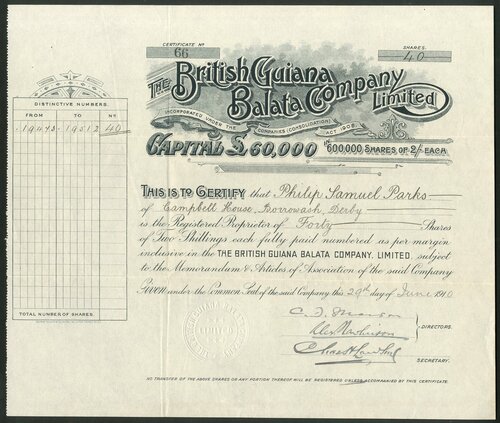 CERTIFICATE No
66
SHARES.
40
THE British Guiana
Balata Company
Limited
INCORPORATED UNDER THE COMPANIES (CONSOLIDATION) ACT 1908.
CAPITAL £60,000 IN 600,000 SHARES OF 2/- EACH
DISTINCTIVE NUMBERS.
FROM TO No
19473 - 19512 40
THIS IS TO CERTIFY that Philip Samuel Parks
of Campbell House, Borrowash, Derby
is the Registered Proprietor of Forty Shares
of Two Shillings each fully paid numbered as per margin
inclusive in the THE BRITISH GUIANA BALATA COMPANY, LIMITED, subject
to the Memorandum & Articles of Association of the said Company
Given under the Common Seal of the said Company this 29th day of June 1910
DIRECTORS.
SECRETARY.
TOTAL NUMBER OF SHARES.
NO TRANSFER OF THE ABOVE SHARES OR ANY PORTION THEREOF WILL BE REGISTERED UNLESS ACCOMPANIED BY THIS CERTIFICATE.